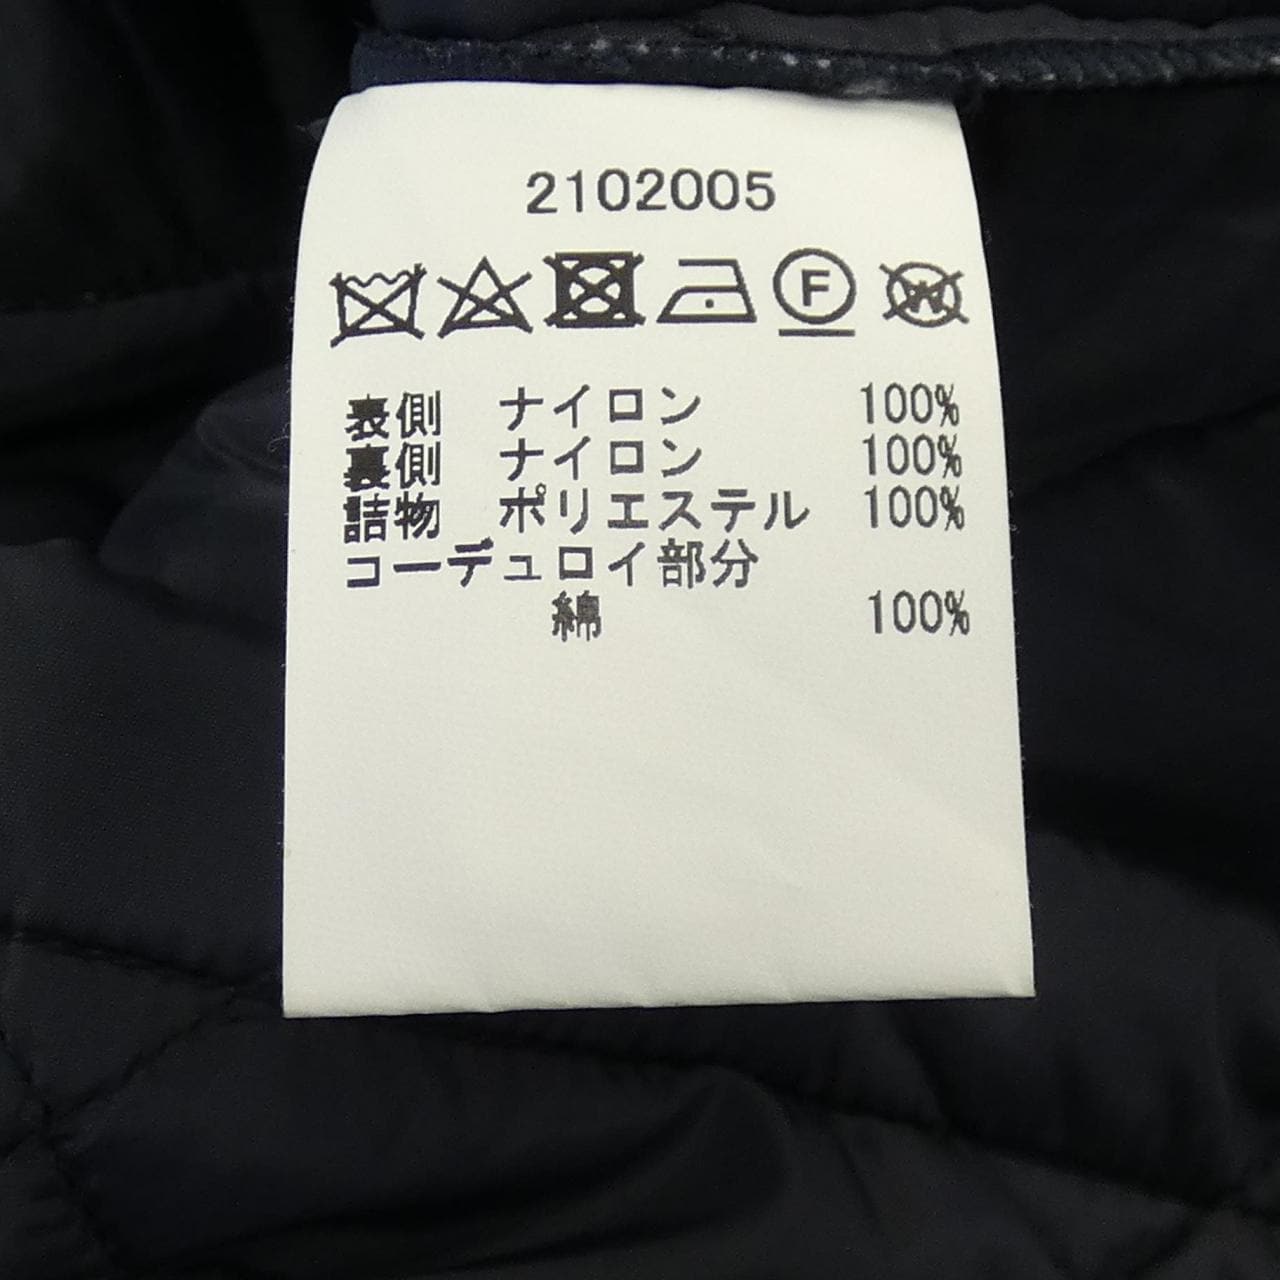 2102005
F W
表側 ナイロン 100%
裏側 ナイロン 100%
詰物 ポリエステル 100%
コーデュロイ部分
綿 100%